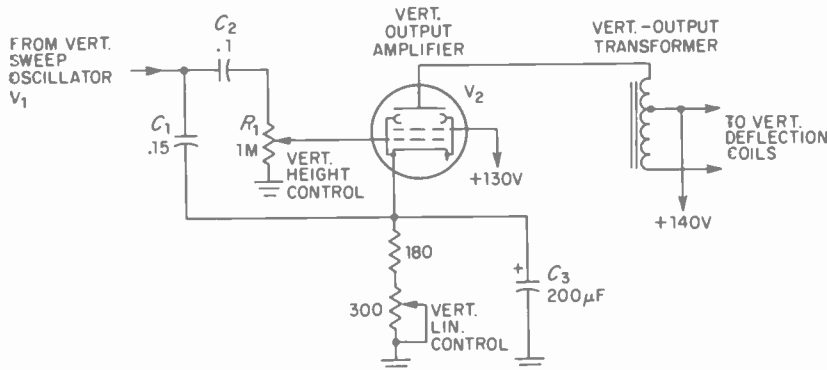 FROM VERT.
SWEEP
OSCILLATOR
V1
C2
.1
C1
.15
R1
1M
VERT.
HEIGHT
CONTROL
VERT.
OUTPUT
AMPLIFIER
V2
+130V
VERT.-OUTPUT
TRANSFORMER
TO VERT.
DEFLECTION
COILS
+140V
180
300
VERT.
LIN.
CONTROL
+
C3
200µF